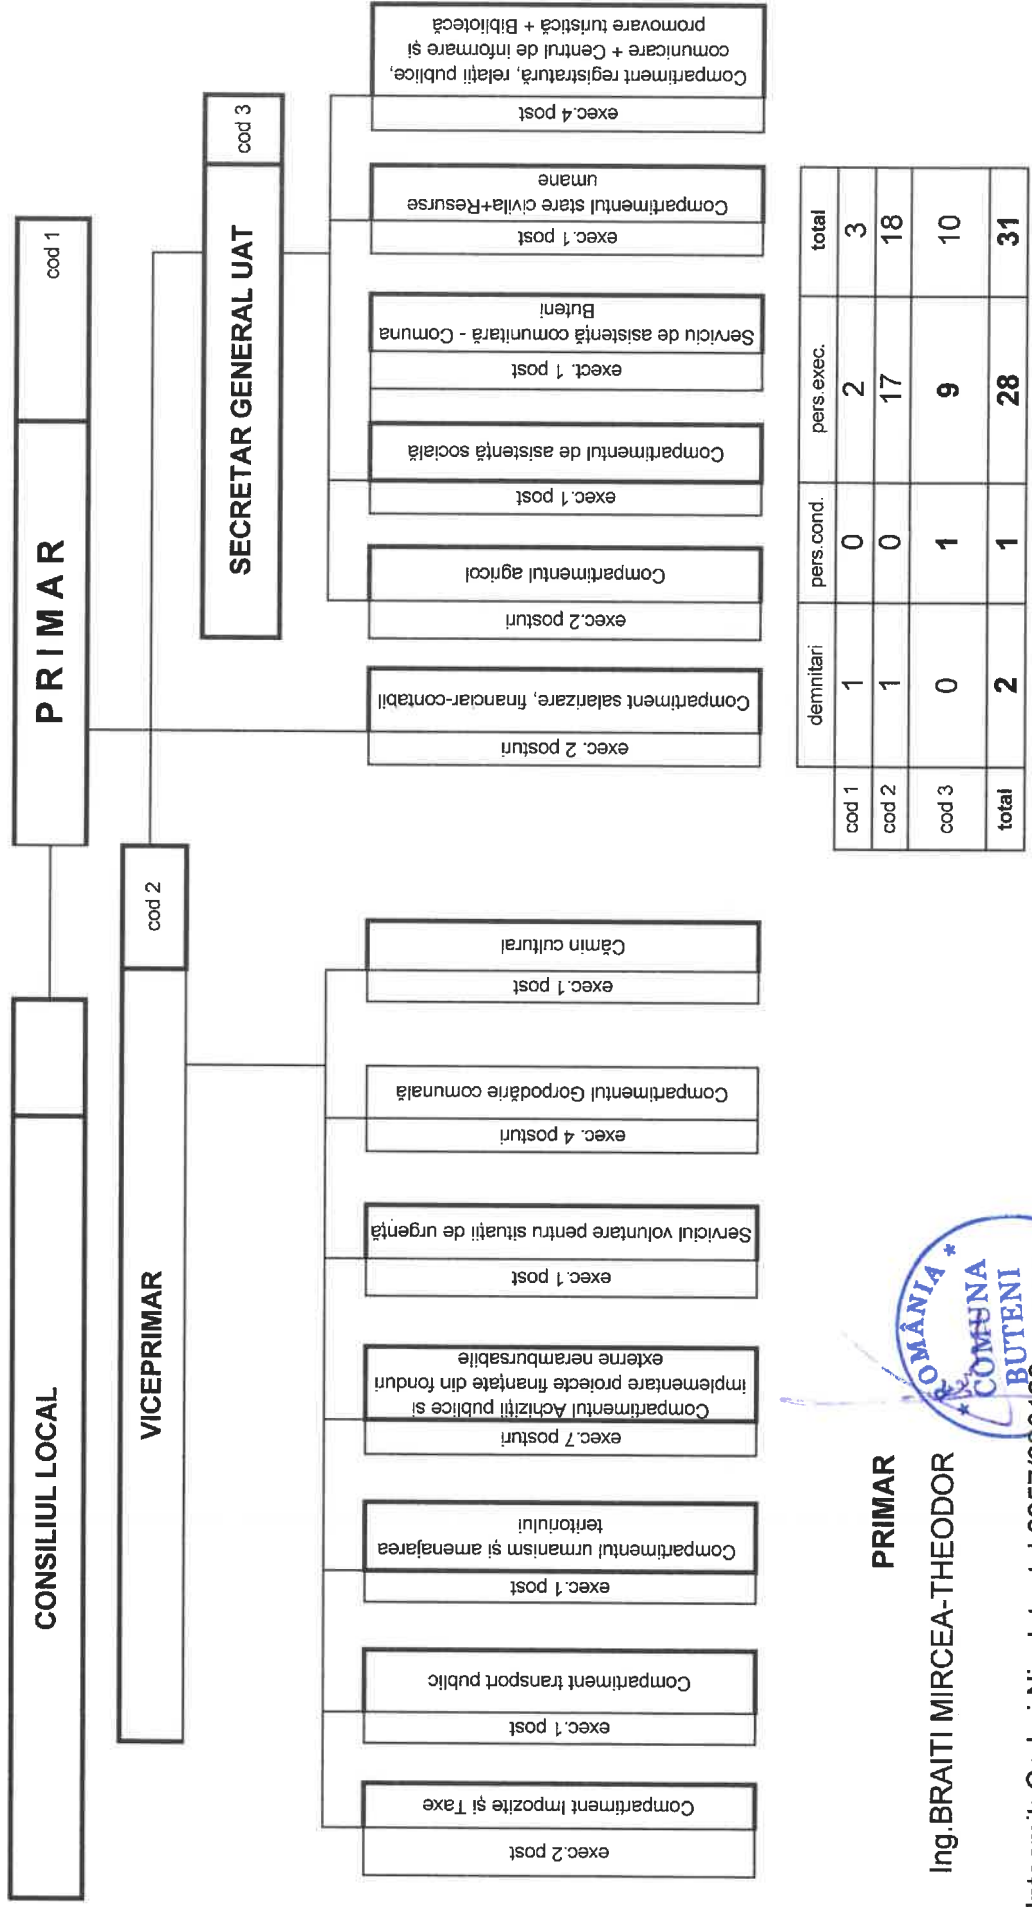 CONSILIUL LOCAL
PRIMAR
cod 1
VICEPRIMAR
cod 2
SECRETAR GENERAL UAT
cod 3
exec.2 post
Compartiment Impozite și Taxe
exec.1 post
Compartiment transport public
exec.1 post
Compartimentul urbanism și amenajarea
teritoriului
exec.7 posturi
Compartimentul Achiziții publice si
implementare proiecte finanțate din fonduri
externe nerambursabile
exec.1 post
Serviciul voluntare pentru situații de urgență
exec. 4 posturi
Compartimentul Gorpodărie comunală
exec.1 post
Cămin cultural
exec. 2 posturi
Compartiment salarizare, financiar-contabil
exec.2 posturi
Compartimentul agricol
exec.1 post
Compartimentul de asistența socială
exect. 1 post
Serviciu de asistență comunitară - Comuna
Buteni
exec.1 post
Compartimentul stare civila+Resurse
umane
exec.4 post
Compartiment registratură, relații publice,
comunicare + Centrul de informare și
promovare turistică + Bibliotecă
demnitari pers.cond. pers.exec. total
cod 1 1 0 2 3
cod 2 1 0 17 18
cod 3 0 1 9 10
total 2 1 28 31
PRIMAR
Ing.BRAITI MIRCEA-THEODOR
* ROMÂNIA *
COMUNA
BUTENI